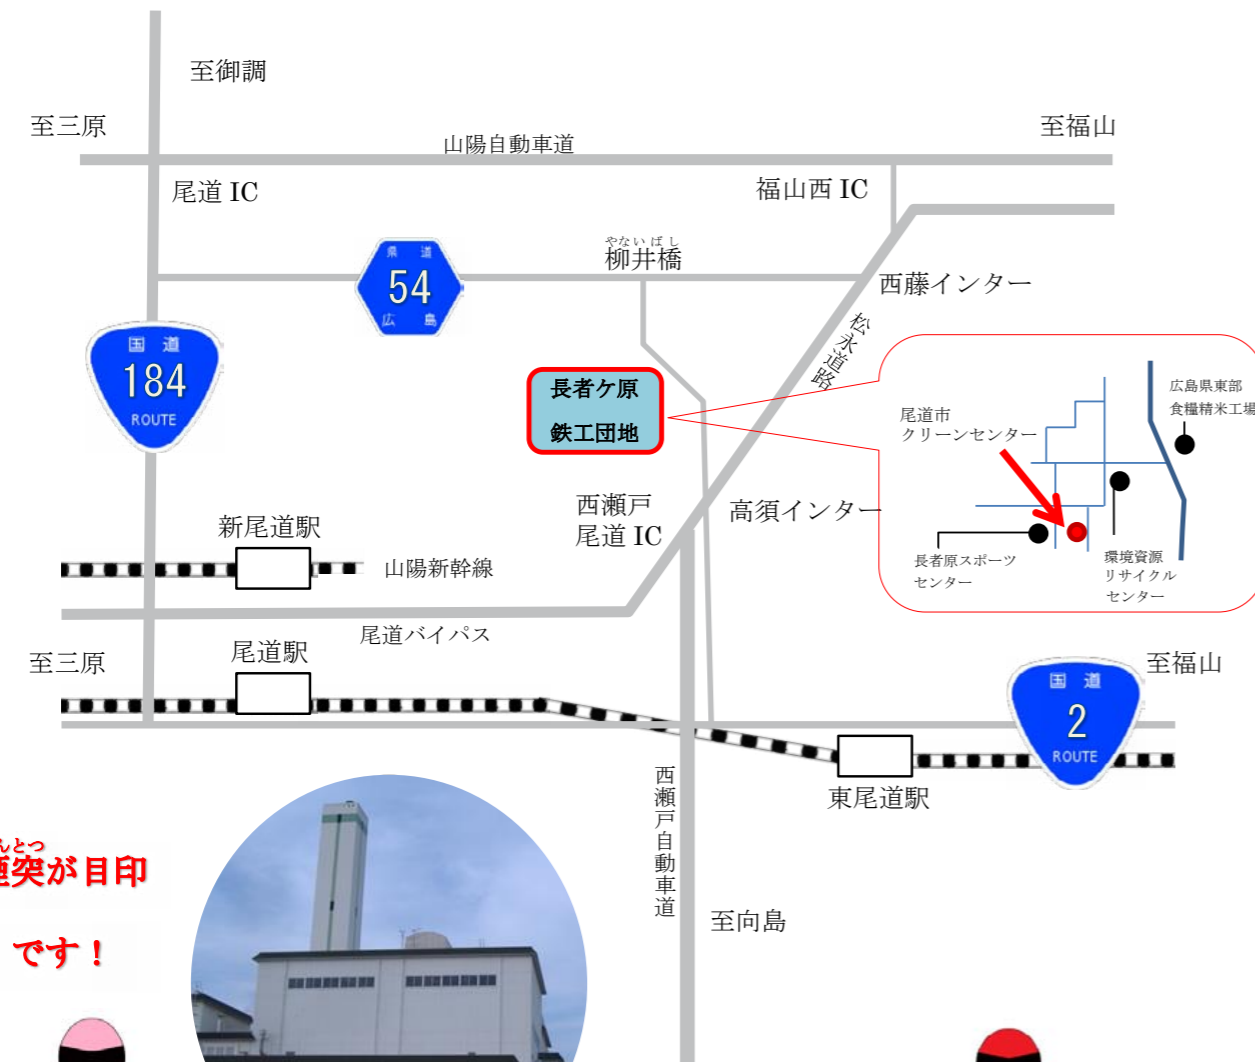 至御調
至三原
山陽自動車道
至福山
尾道 IC
福山西 IC
やないばし
柳井橋
県道
54
広島
西藤インター
松永道路
国道
184
ROUTE
長者ケ原
鉄工団地
広島県東部
食糧精米工場
尾道市
クリーンセンター
長者原スポーツ
センター
環境資源
リサイクル
センター
西瀬戸
尾道 IC
高須インター
新尾道駅
山陽新幹線
尾道バイパス
至三原
尾道駅
至福山
国道
2
ROUTE
東尾道駅
西瀬戸自動車道
至向島
んとつ
煙突が目印
です！